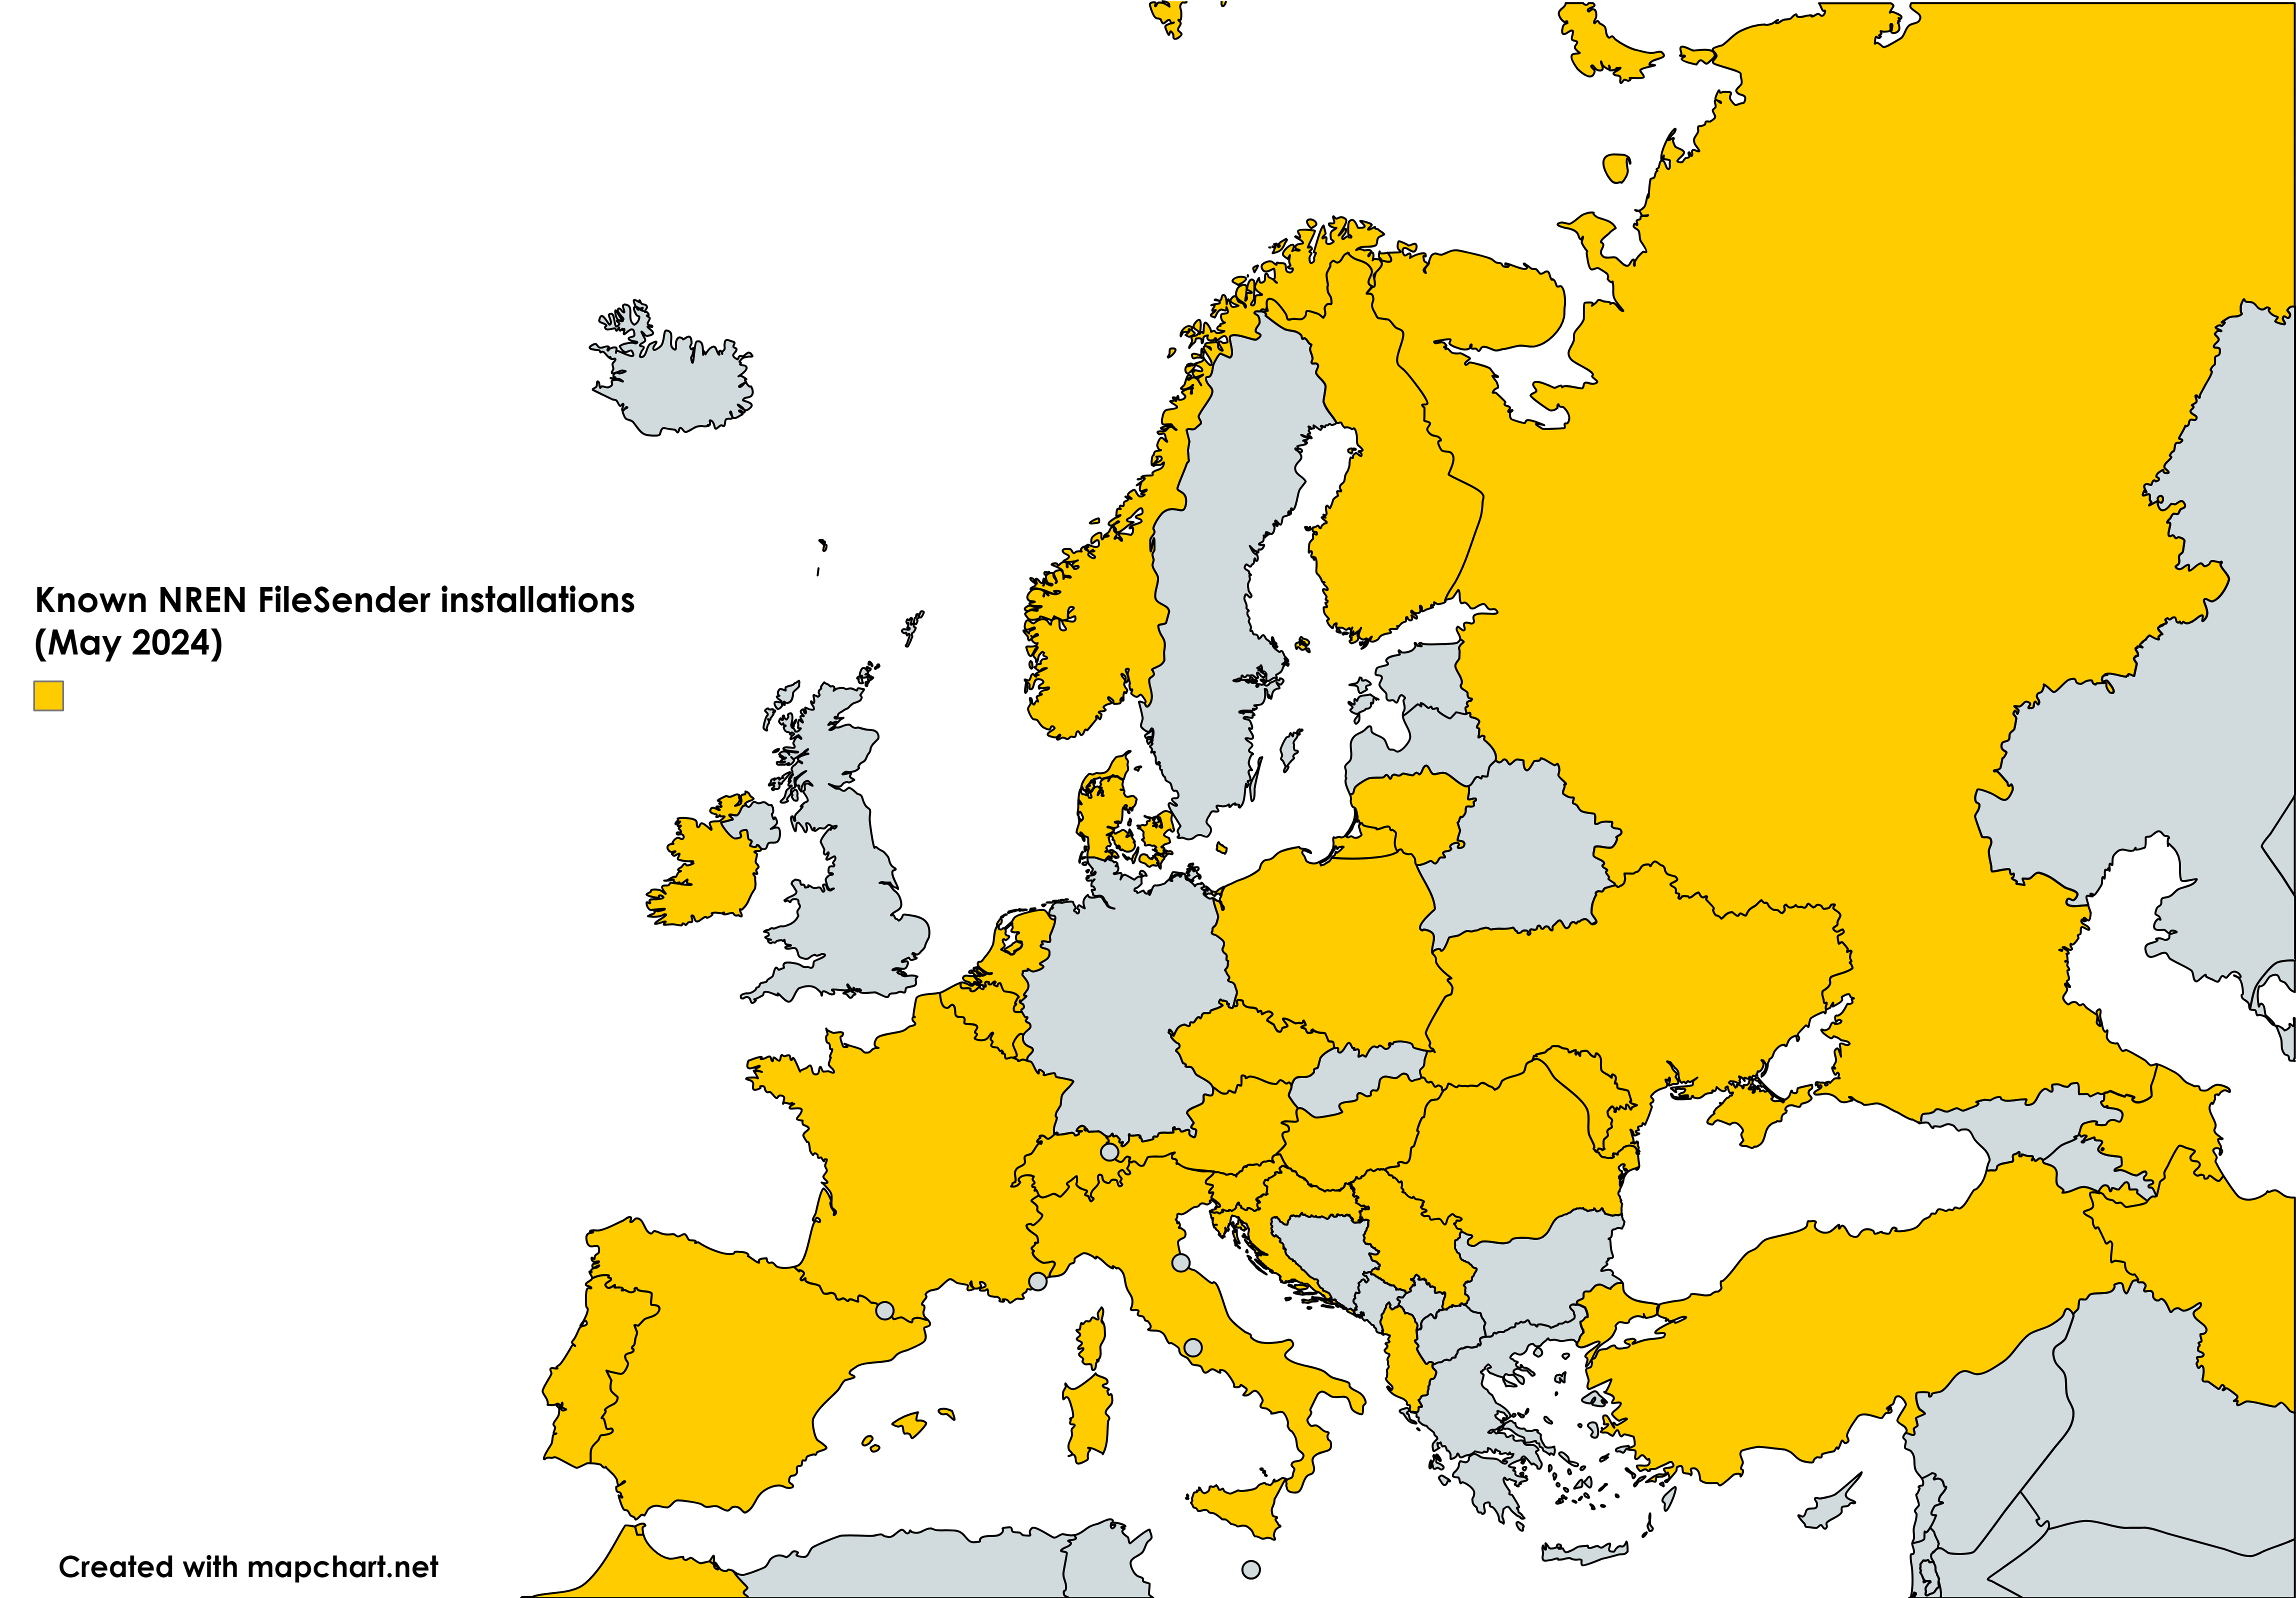 Known NREN FileSender installations
(May 2024)
Created with mapchart.net